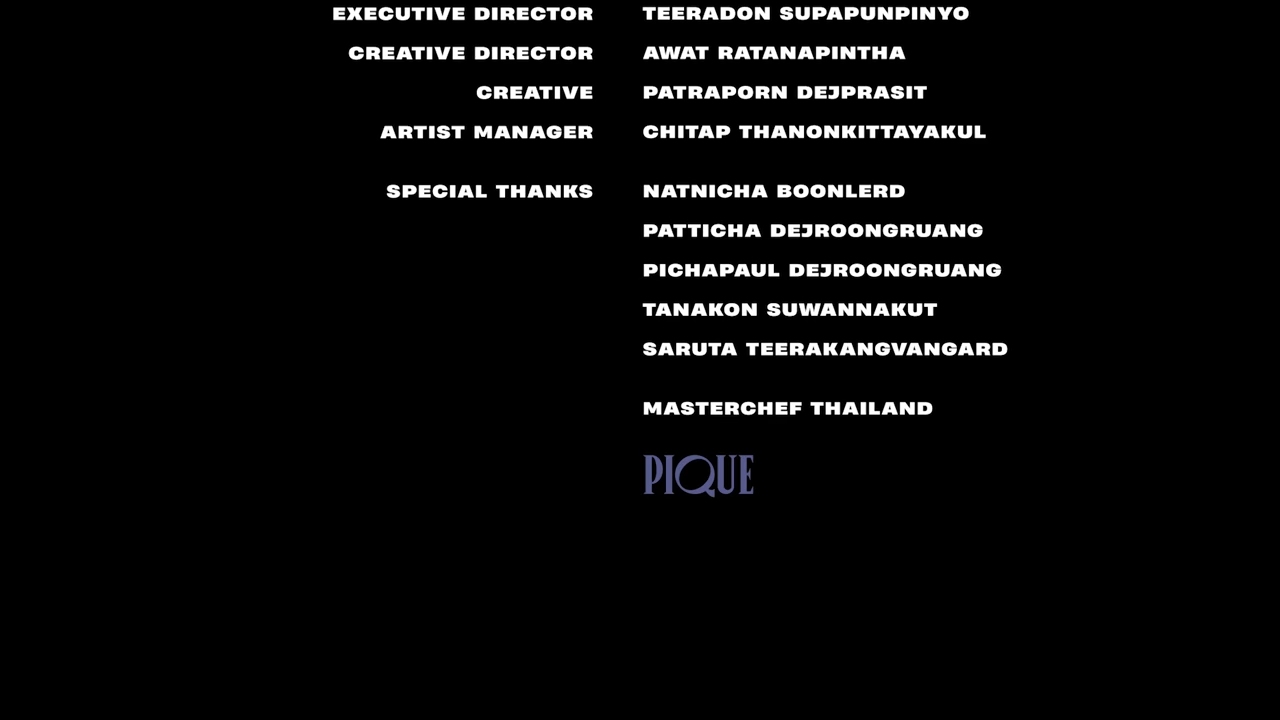 EXECUTIVE DIRECTOR TEERADON SUPAPUNPINYO
CREATIVE DIRECTOR AWAT RATANAPINTHA
CREATIVE PATRAPORN DEJPRASIT
ARTIST MANAGER CHITAP THANONKITTAYAKUL
SPECIAL THANKS NATNICHA BOONLERD
PATTICHA DEJROONGRUANG
PICHAPAUL DEJROONGRUANG
TANAKON SUWANNAKUT
SARUTA TEERAKANGVANGARD
MASTERCHEF THAILAND
PIQUE